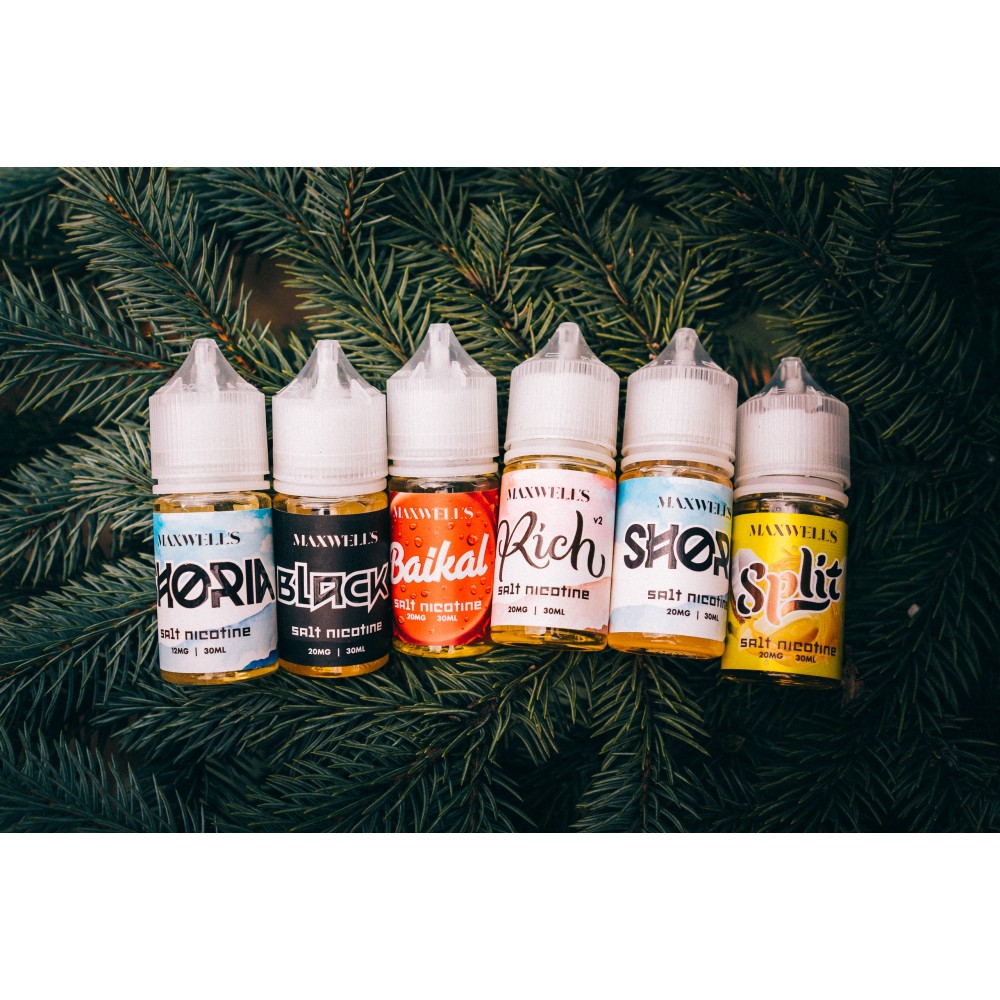 MAXWELL'S
HORIA
SALT NICOTINE
12MG | 30ML
MAXWELL'S
BLACK
SALT NICOTINE
20MG | 30ML
MAXWELL'S
Baikal
SALT NICOTINE
20MG 30ML
MAXWELL'S
Rich V2
SALT NICOTINE
20MG | 30ML
MAXWELL'S
SHOR
SALT NICOTINE
20MG | 30ML
MAXWELL'S
Split
SALT NICOTINE
20MG 30ML